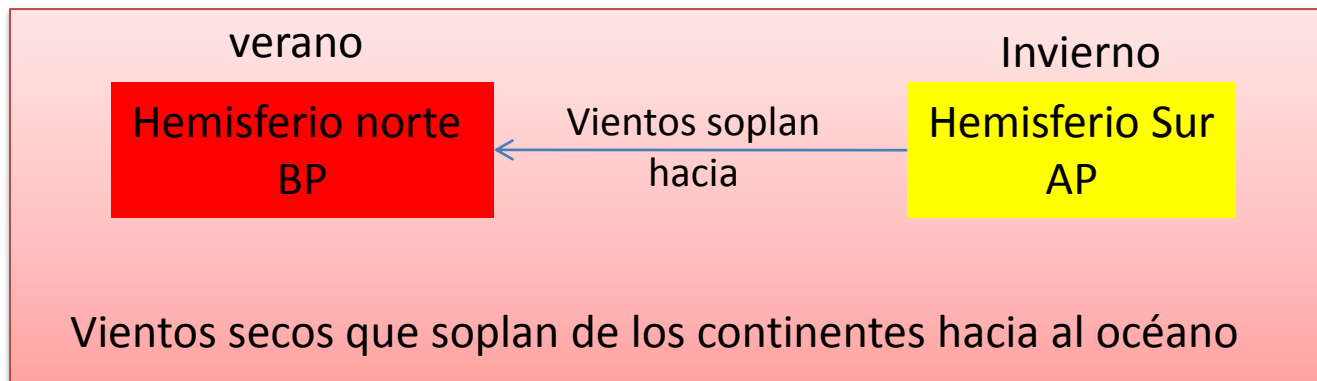 verano
Invierno
Hemisferio norte
BP
Vientos soplan
hacia
Hemisferio Sur
AP
Vientos secos que soplan de los continentes hacia al océano